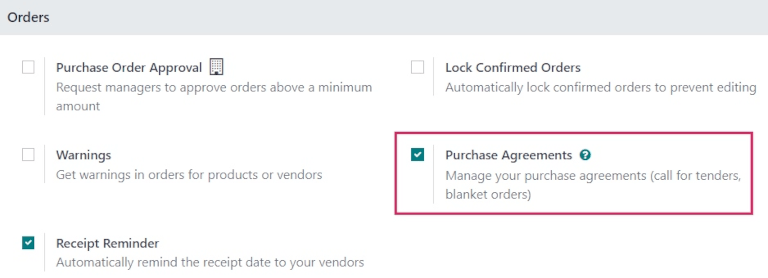 Orders
Purchase Order Approval
Request managers to approve orders above a minimum
amount
Lock Confirmed Orders
Automatically lock confirmed orders to prevent editing
Warnings
Get warnings in orders for products or vendors
Purchase Agreements ?
Manage your purchase agreements (call for tenders,
blanket orders)
Receipt Reminder
Automatically remind the receipt date to your vendors